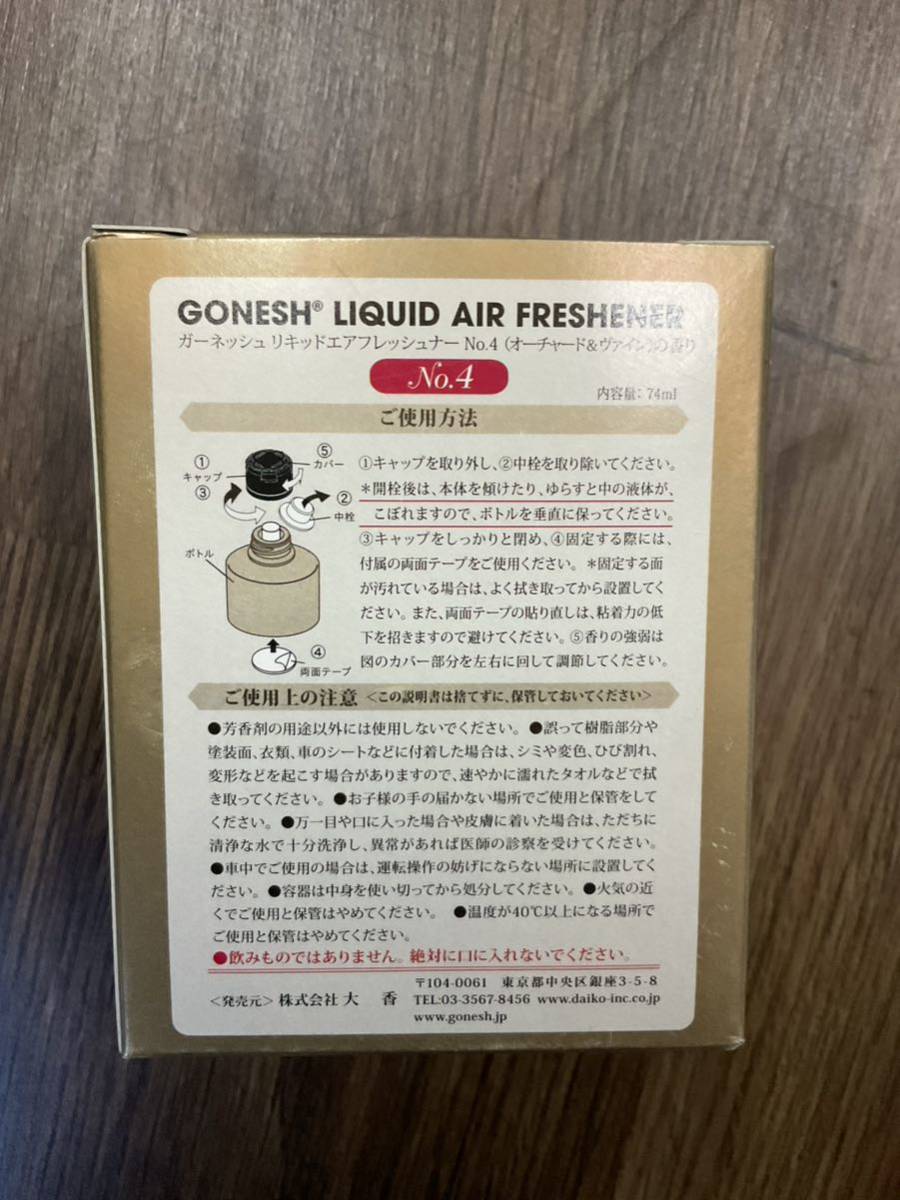 GONESH® LIQUID AIR FRESHENER
ガーネッシュ リキッドエアフレッシュナー No.4 (オーチャード&ヴァイン)の香り
No.4
内容量: 74ml
ご使用方法
① キャップ
② 中栓
③
⑤ カバー
ボトル
④ 両面テープ
①キャップを取り外し、②中栓を取り除いてください。
*開栓後は、本体を傾けたり、ゆらすと中の液体が、
こぼれますので、ボトルを垂直に保ってください。
③キャップをしっかりと閉め、④固定する際には、
付属の両面テープをご使用ください。 *固定する面
が汚れている場合は、よく拭き取ってから設置してく
ださい。また、両面テープの貼り直しは、粘着力の低
下を招きますので避けてください。⑤香りの強弱は
図のカバー部分を左右に回して調節してください。
ご使用上の注意 <この説明書は捨てずに、保管しておいてください>
●芳香剤の用途以外には使用しないでください。 ●誤って樹脂部分や
塗装面、衣類、車のシートなどに付着した場合は、シミや変色、ひび割れ、
変形などを起こす場合がありますので、速やかに濡れたタオルなどで拭
き取ってください。 ●お子様の手の届かない場所でご使用と保管をして
ください。 ●万一目や口に入った場合や皮膚に着いた場合は、ただちに
清浄な水で十分洗浄し、異常があれば医師の診察を受けてください。
●車中でご使用の場合は、運転操作の妨げにならない場所に設置してく
ださい。●容器は中身を使い切ってから処分してください。 ●火気の近
くでご使用と保管はやめてください。 ●温度が40℃以上になる場所で
ご使用と保管はやめてください。
●飲みものではありません。絶対に口に入れないでください。
〒104-0061 東京都中央区銀座3-5-8
<発売元> 株式会社 大 香 TEL:03-3567-8456 www.daiko-inc.co.jp
www.gonesh.jp